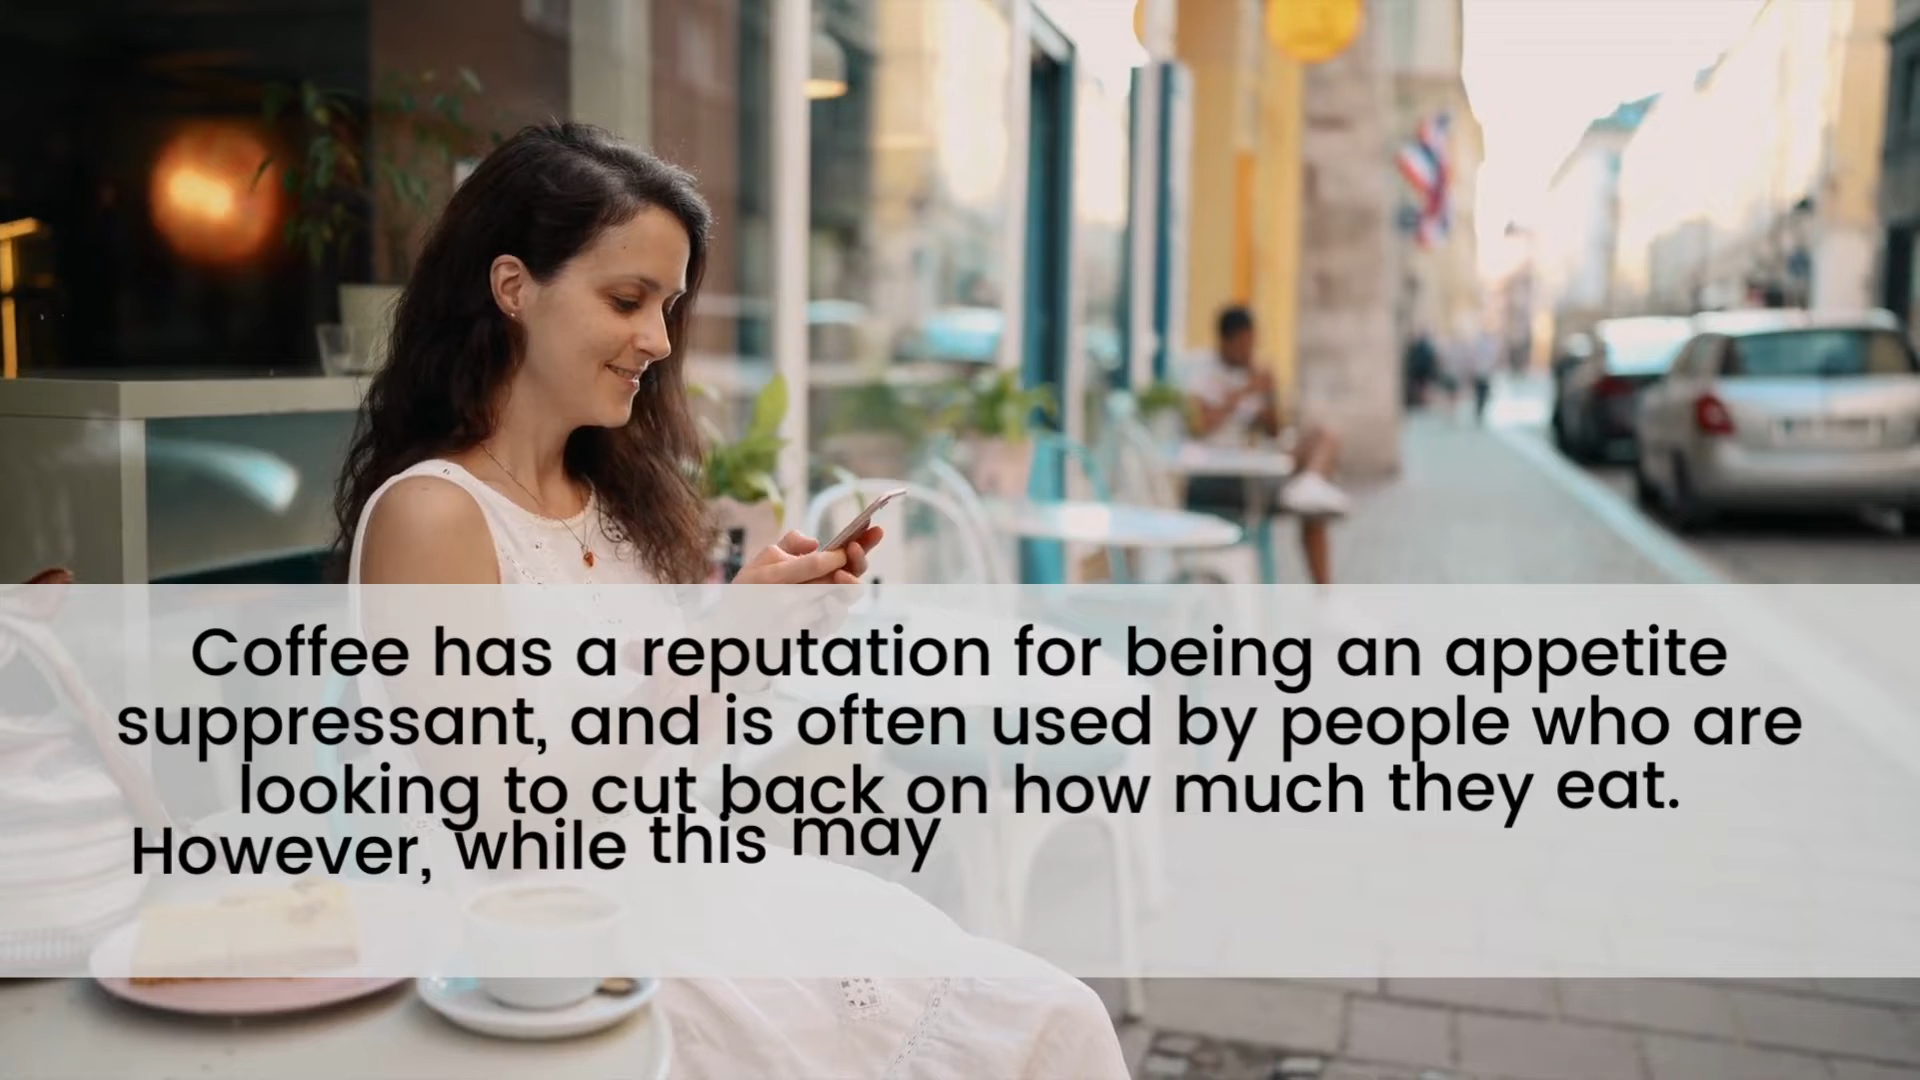 Coffee has a reputation for being an appetite
suppressant, and is often used by people who are
looking to cut back on how much they eat.
However, while this may